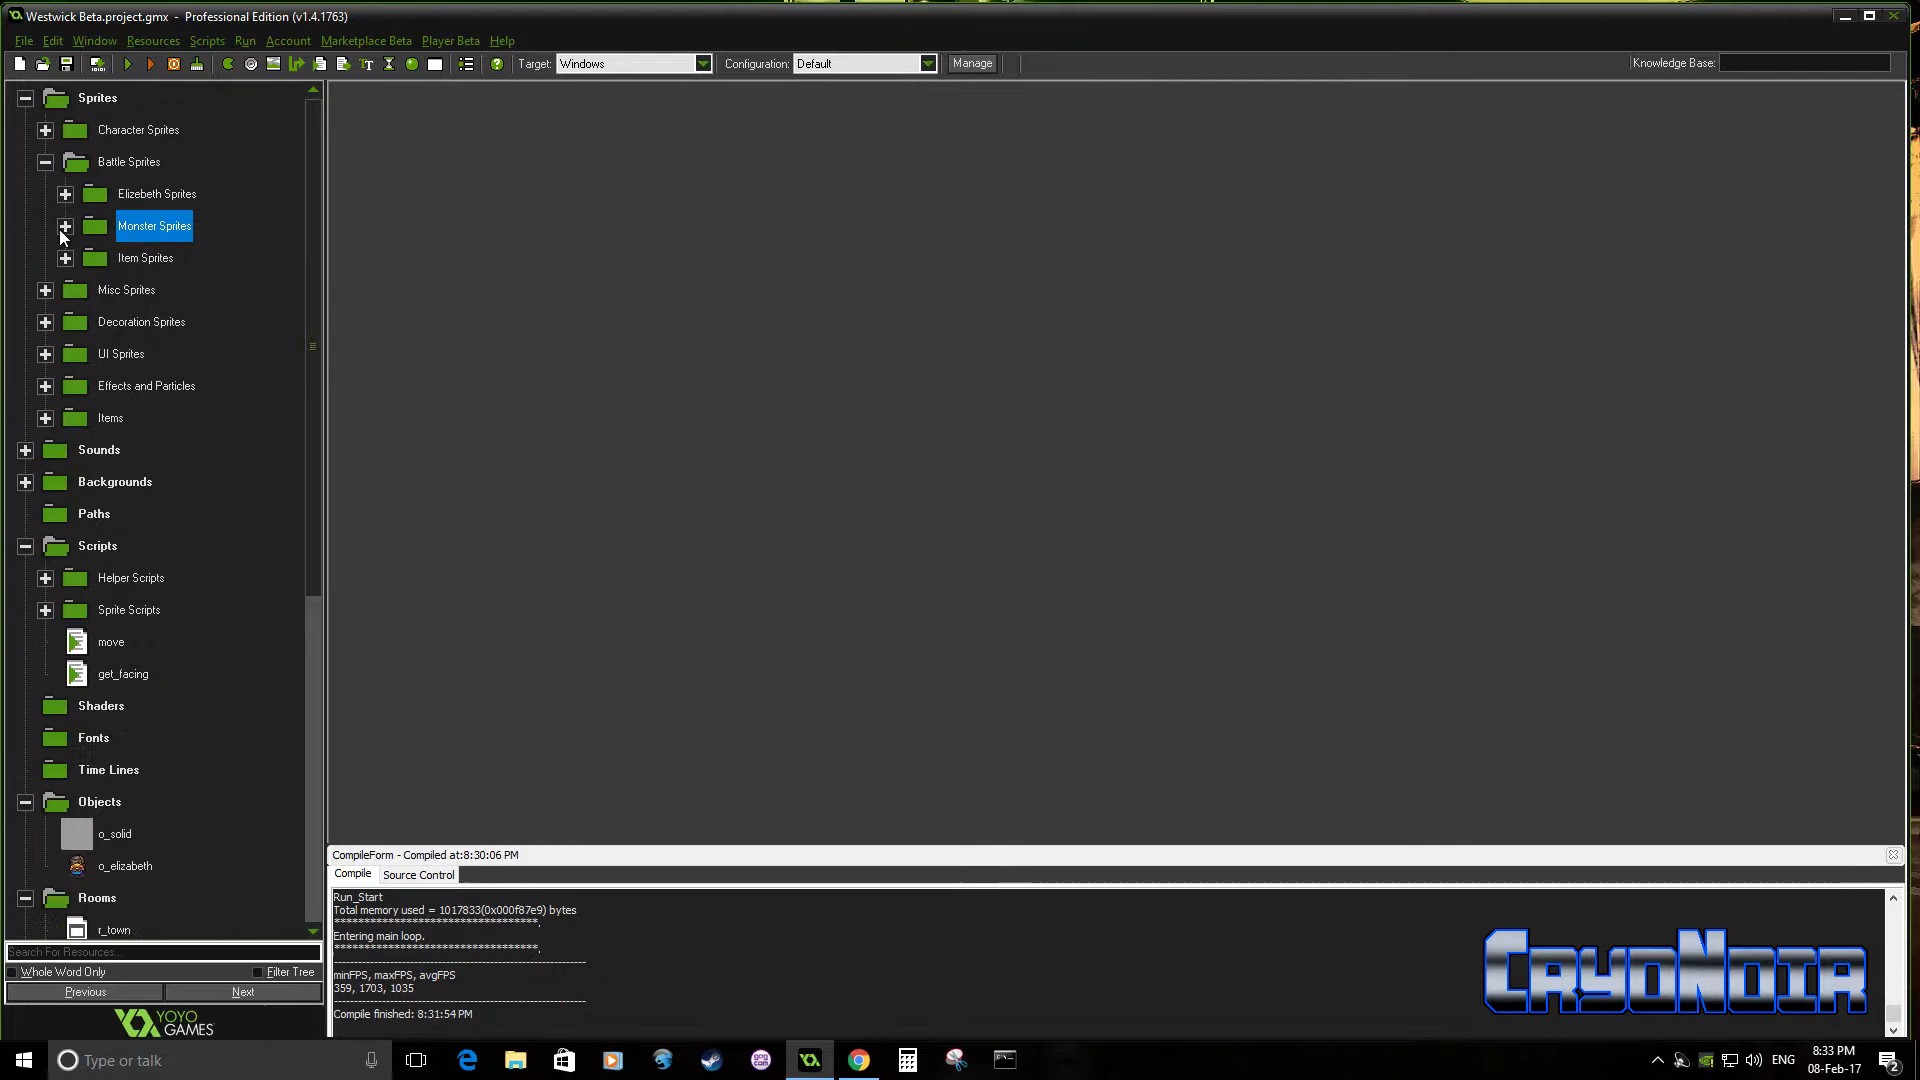 Westwick Beta.project.gmx - Professional Edition (v1.4.1763)
File Edit Window Resources Scripts Run Account Marketplace Beta Player Beta Help
Target: Windows Configuration: Default Manage Knowledge Base:
Sprites
Character Sprites
Battle Sprites
Elizebeth Sprites
Monster Sprites
Item Sprites
Misc Sprites
Decoration Sprites
UI Sprites
Effects and Particles
Items
Sounds
Backgrounds
Paths
Scripts
Helper Scripts
Sprite Scripts
move
get_facing
Shaders
Fonts
Time Lines
Objects
o_solid
o_elizabeth
Rooms
r_town
Search For Resources...
Whole Word Only Filter Tree
Previous Next
YOYO
GAMES
CompileForm - Compiled at:8:30:06 PM
Compile Source Control
Run_Start
Total memory used = 1017833(0x000f87e9) bytes
***********************************.
Entering main loop.
***********************************.
--------------------------------------------------
minFPS, maxFPS, avgFPS
359, 1703, 1035
--------------------------------------------------
Compile finished: 8:31:54 PM
CRYONOIR
Type or talk
gog
com
ENG
8:33 PM
08-Feb-17
2